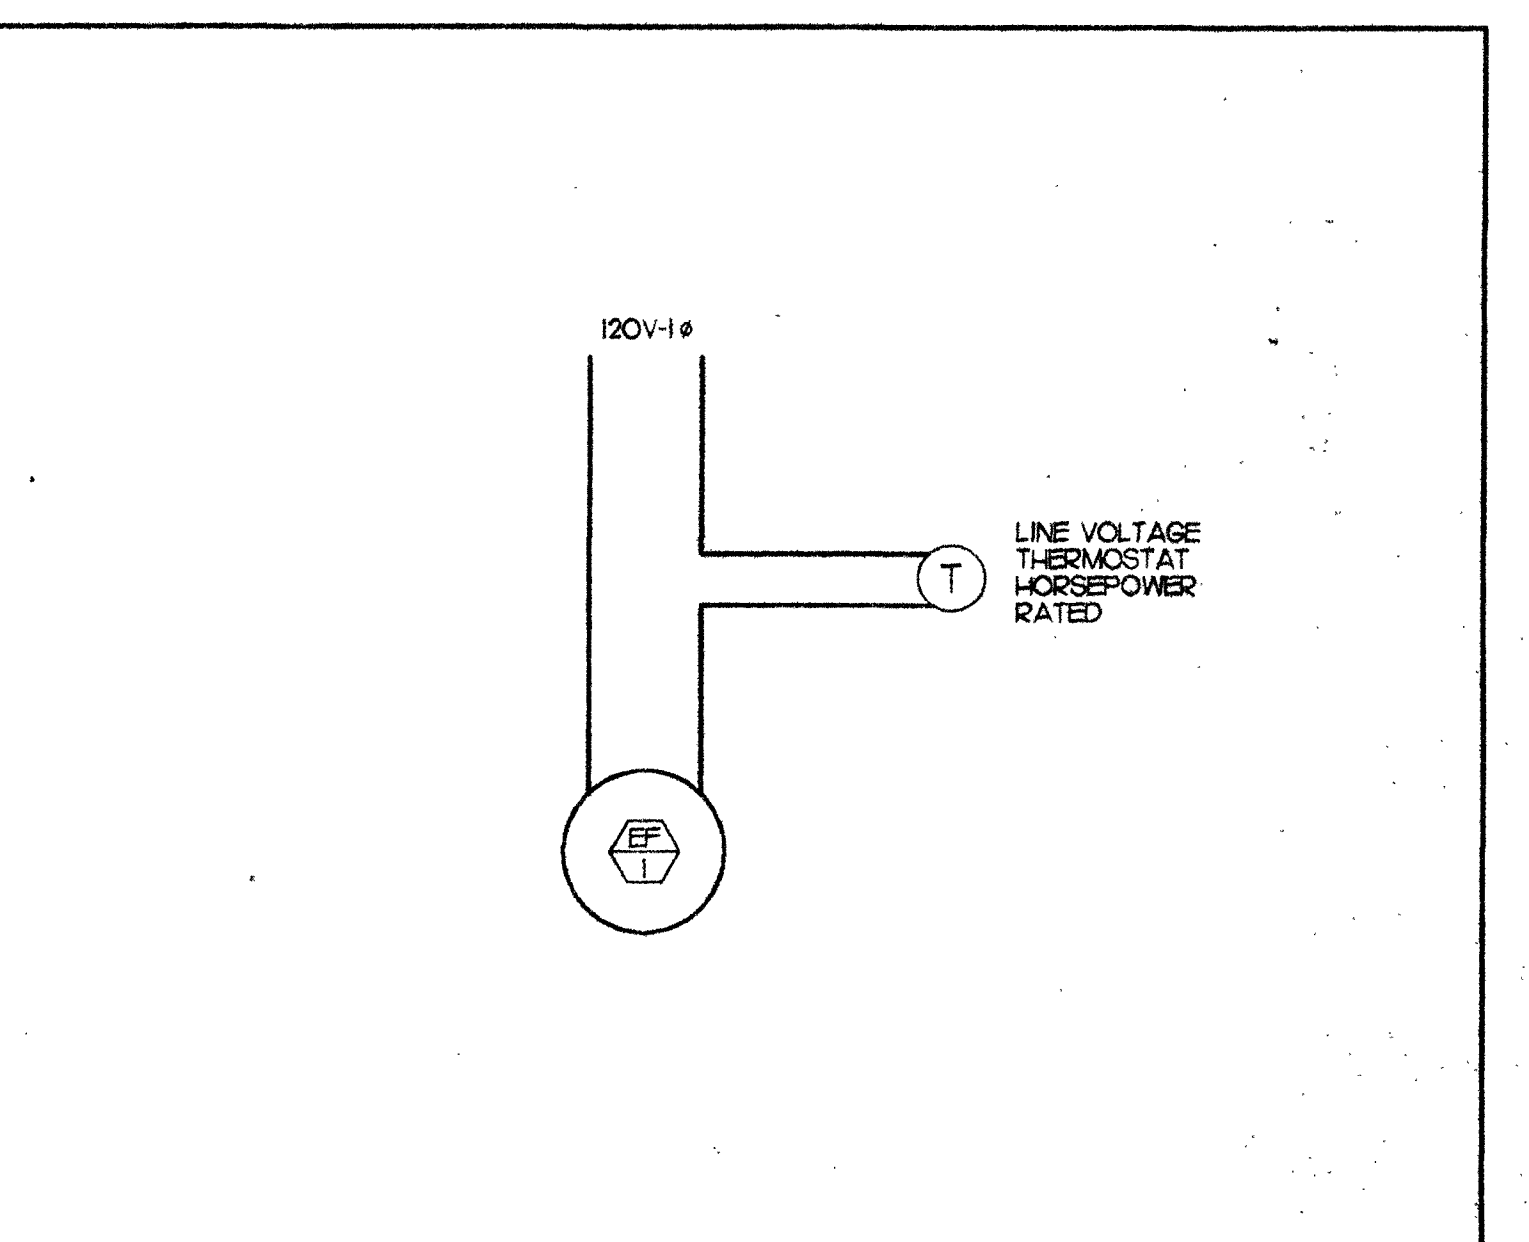 120V-1ø
LINE VOLTAGE
THERMOSTAT
HORSEPOWER
RATED
T
EF
1